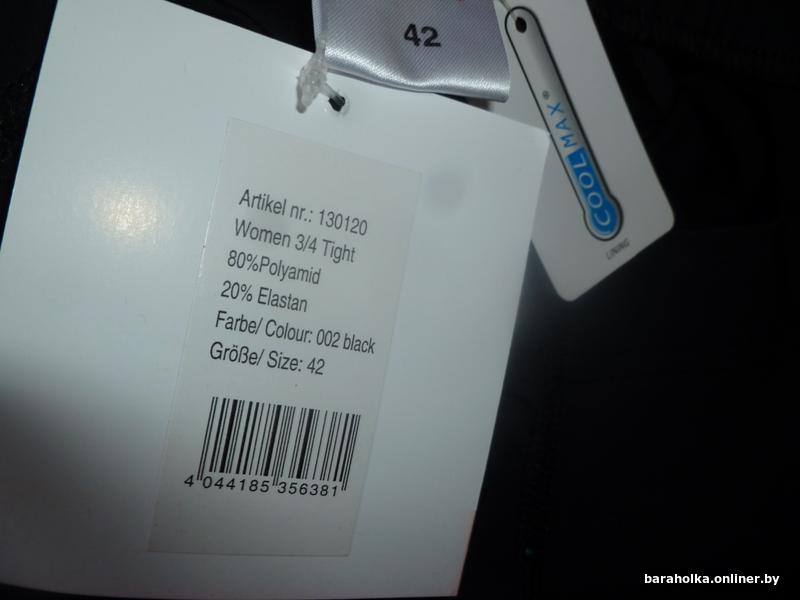 42
COOLMAX®
LINING
Artikel nr.: 130120
Women 3/4 Tight
80%Polyamid
20% Elastan
Farbe/ Colour: 002 black
Größe/ Size: 42
4 044185 356381
baraholka.onliner.by